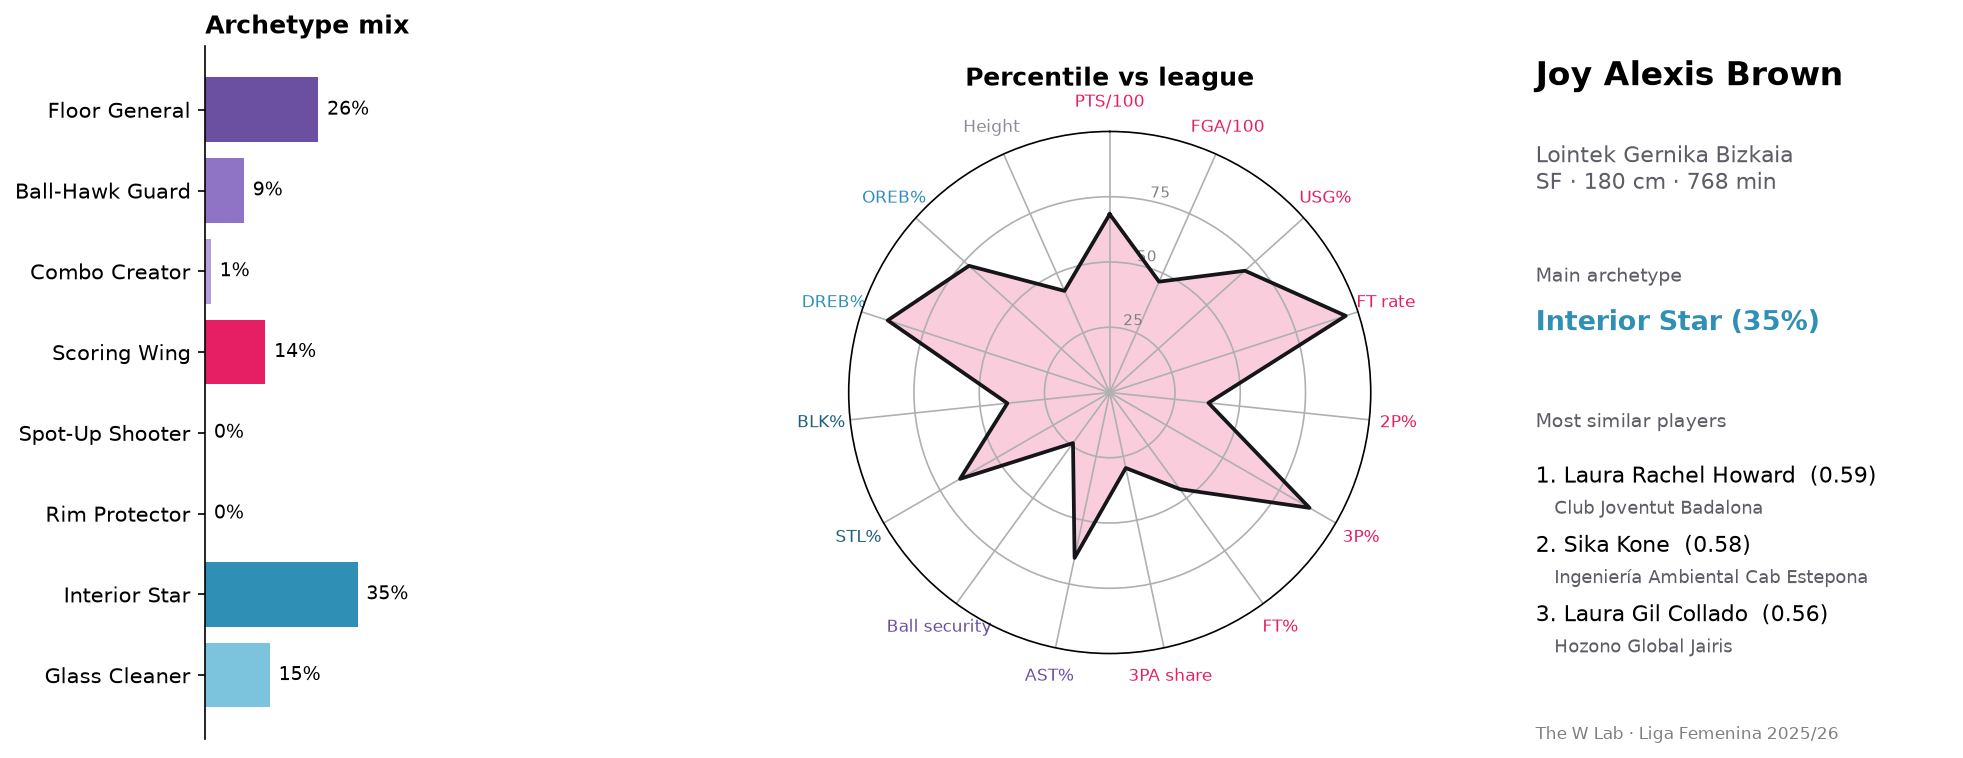 Archetype mix
Floor General
26%
Ball-Hawk Guard
9%
Combo Creator
1%
Scoring Wing
14%
Spot-Up Shooter
0%
Rim Protector
0%
Interior Star
35%
Glass Cleaner
15%
Percentile vs league
PTS/100
FGA/100
USG%
FT rate
2P%
3P%
FT%
3PA share
AST%
Ball security
STL%
BLK%
DREB%
OREB%
Height
75
50
25
Joy Alexis Brown
Lointek Gernika Bizkaia
SF · 180 cm · 768 min
Main archetype
Interior Star (35%)
Most similar players
1. Laura Rachel Howard (0.59)
Club Joventut Badalona
2. Sika Kone (0.58)
Ingeniería Ambiental Cab Estepona
3. Laura Gil Collado (0.56)
Hozono Global Jairis
The W Lab · Liga Femenina 2025/26